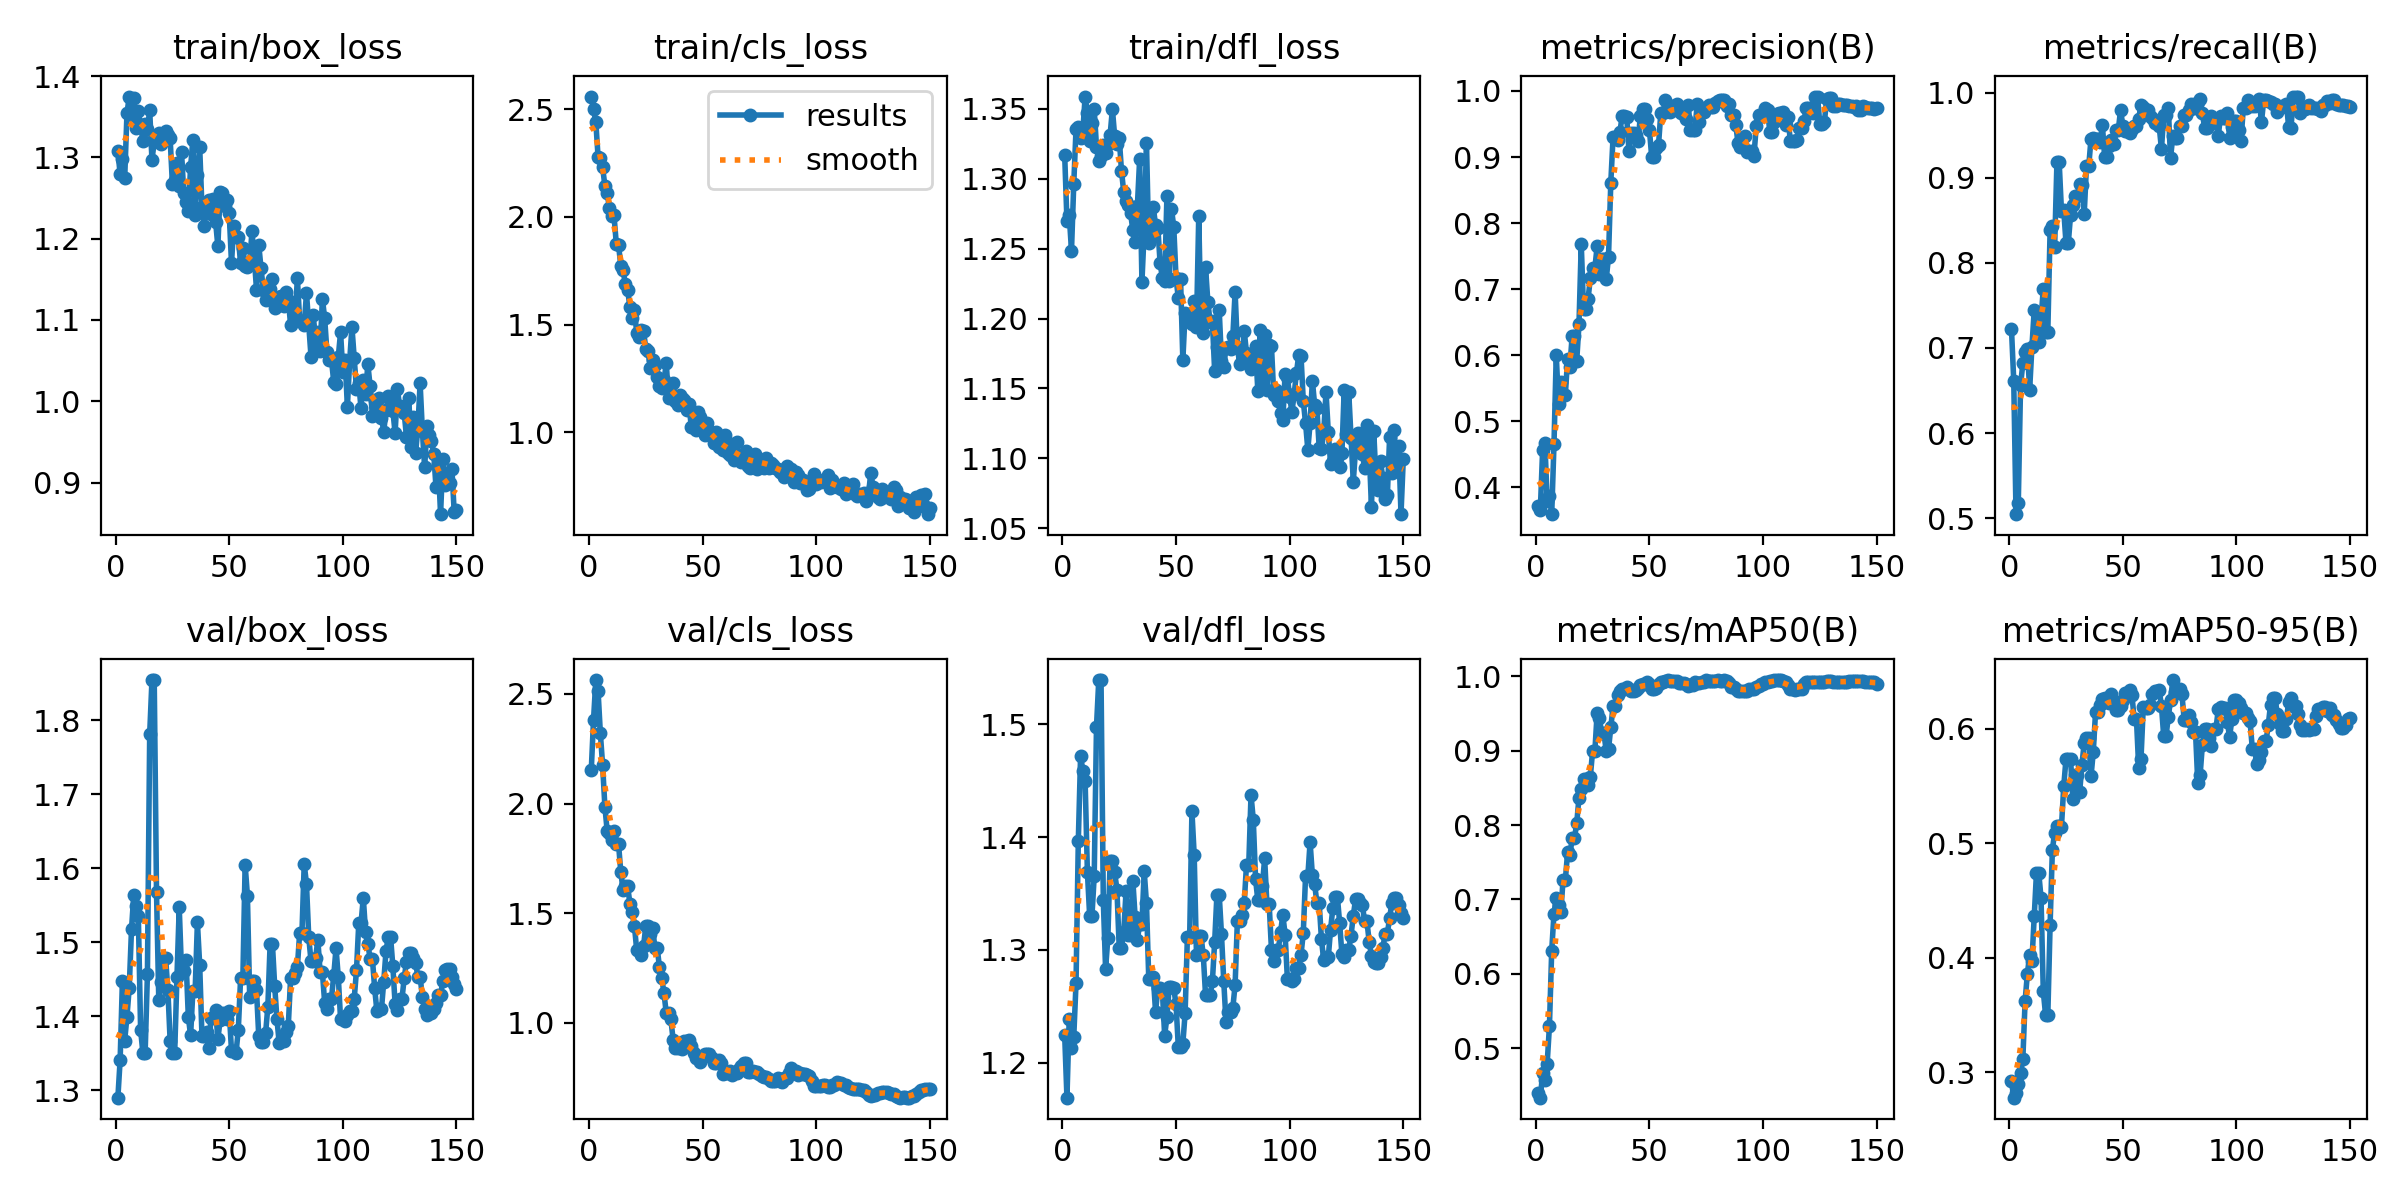 train/box_loss
train/cls_loss
train/dfl_loss
metrics/precision(B)
metrics/recall(B)
1.4
1.3
1.2
1.1
1.0
0.9
0 50 100 150
2.5
2.0
1.5
1.0
results
smooth
0 50 100 150
1.35
1.30
1.25
1.20
1.15
1.10
1.05
0 50 100 150
1.0
0.9
0.8
0.7
0.6
0.5
0.4
0 50 100 150
1.0
0.9
0.8
0.7
0.6
0.5
0 50 100 150
val/box_loss
val/cls_loss
val/dfl_loss
metrics/mAP50(B)
metrics/mAP50-95(B)
1.8
1.7
1.6
1.5
1.4
1.3
0 50 100 150
2.5
2.0
1.5
1.0
0 50 100 150
1.5
1.4
1.3
1.2
0 50 100 150
1.0
0.9
0.8
0.7
0.6
0.5
0 50 100 150
0.6
0.5
0.4
0.3
0 50 100 150